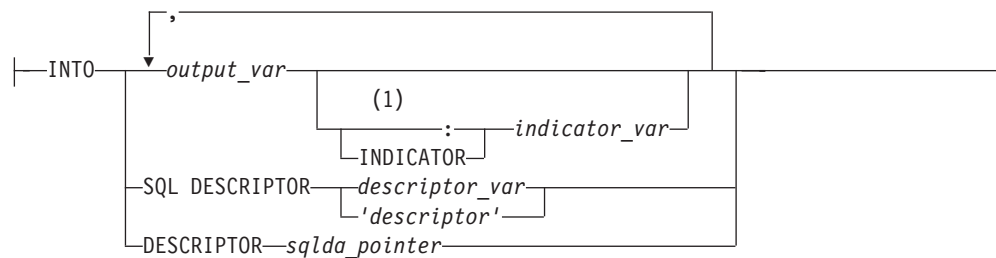 ,
INTO output_var
(1)
: indicator_var
INDICATOR
SQL DESCRIPTOR descriptor_var
'descriptor'
DESCRIPTOR sqlda_pointer